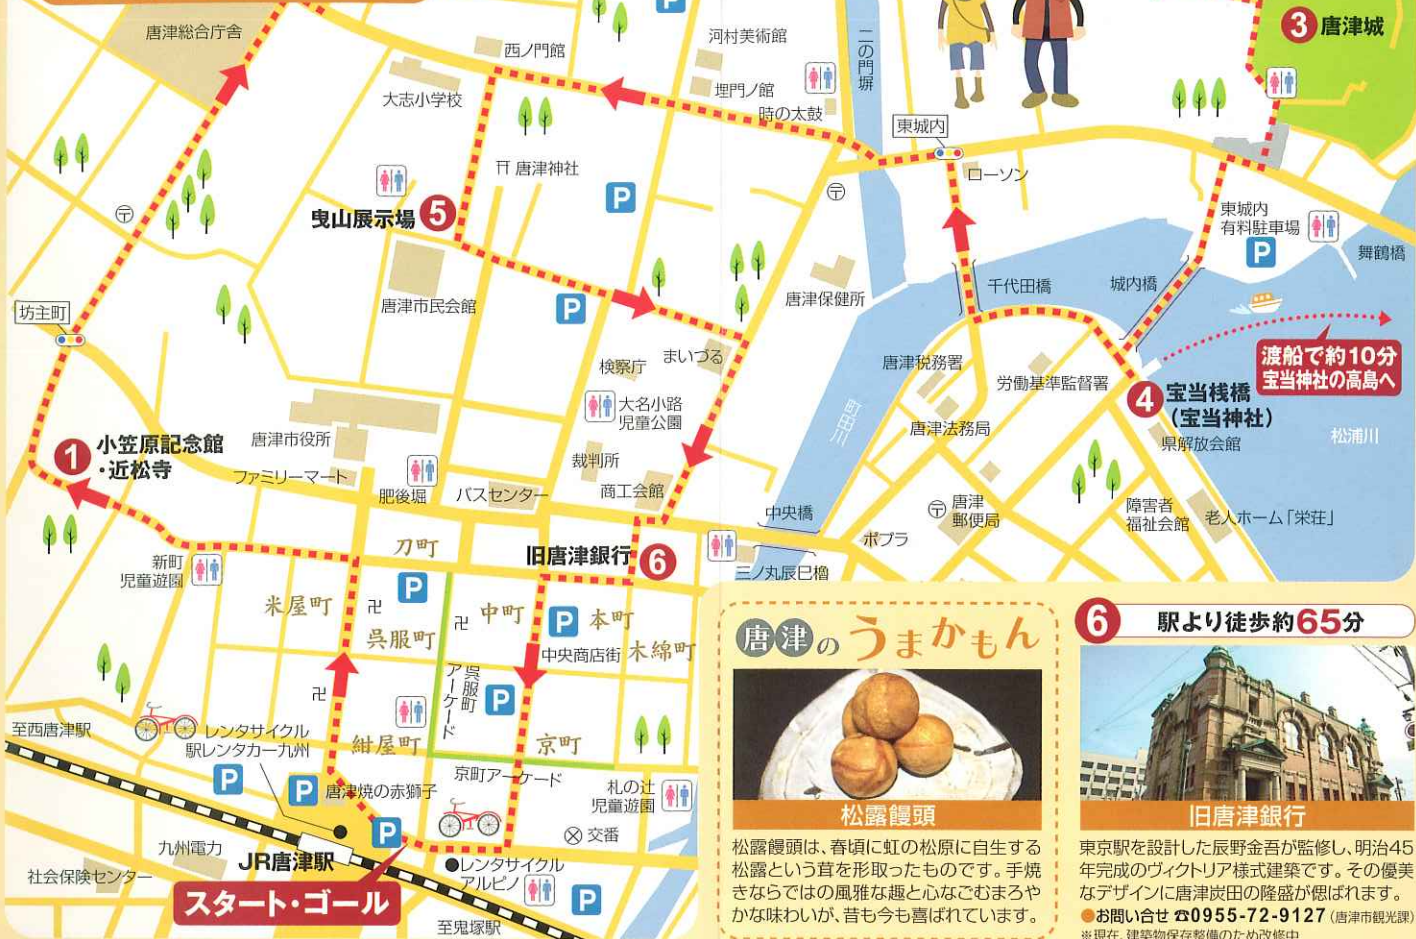 唐津総合庁舎
P
西ノ門館
大志小学校
河村美術館
埋門ノ館
時の太鼓
二の門堀
東城内
ローソン
3 唐津城
唐津神社
P
曳山展示場 5
唐津市民会館
P
唐津保健所
千代田橋
城内橋
東城内
有料駐車場
P
舞鶴橋
坊主町
検察庁
まいづる
大名小路
児童公園
唐津税務署
労働基準監督署
渡船で約10分
宝当神社の高島へ
4 宝当桟橋
(宝当神社)
松浦川
町田川
唐津法務局
県解放会館
1 小笠原記念館
・近松寺
唐津市役所
ファミリーマート
肥後堀
バスセンター
裁判所
商工会館
中央橋
〒 唐津
郵便局
障害者
福祉会館
老人ホーム「栄荘」
ボプラ
三ノ丸辰巳櫓
新町
児童遊園
刀町
旧唐津銀行 6
米屋町
卍
呉服町
P
卍
中町
P
本町
中央商店街
木綿町
呉服町
アーケード
P
卍
紺屋町
京町
京町アーケード
至西唐津駅
レンタサイクル
駅レンタカー九州
P
P
唐津焼の赤獅子
札の辻
児童遊園
交番
P
九州電力
JR唐津駅
社会保険センター
スタート・ゴール
●レンタサイクル
アルピノ
P
至鬼塚駅
唐津のうまかもん
松露饅頭
松露饅頭は、春頃に虹の松原に自生する
松露という茸を形取ったものです。手焼
きならではの風雅な趣と心なごむまろや
かな味わいが、昔も今も喜ばれています。
6 駅より徒歩約65分
旧唐津銀行
東京駅を設計した辰野金吾が監修し、明治45
年完成のヴィクトリア様式建築です。その優美
なデザインに唐津炭田の隆盛が偲ばれます。
●お問い合せ ☎0955-72-9127(唐津市観光課)
※現在、建築物保存整備のため改修中